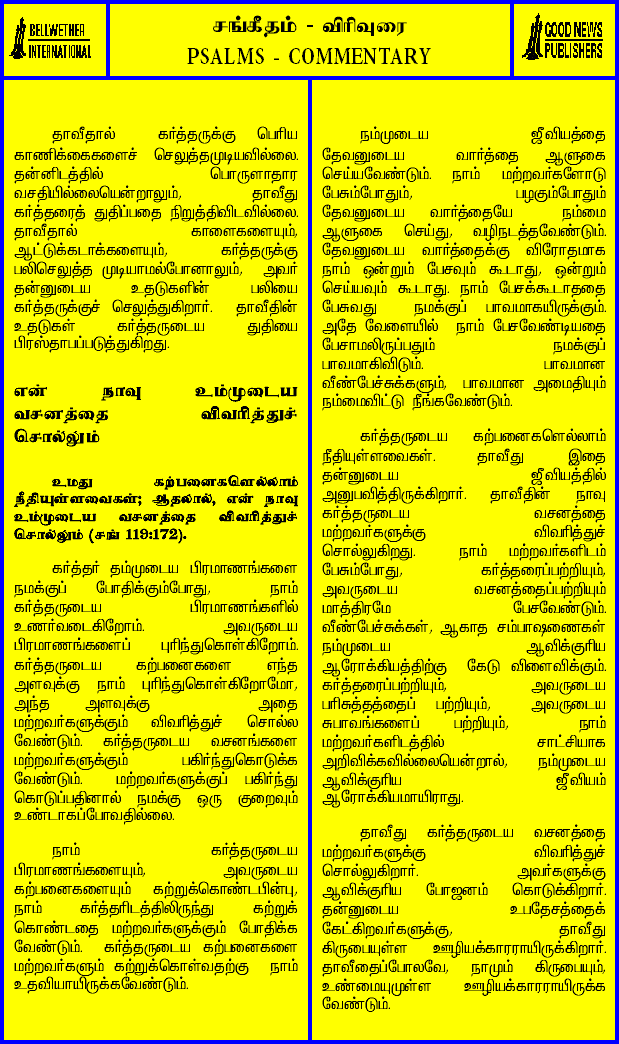 BELLWETHER
INTERNATIONAL
சங்கீதம் - விரிவுரை
PSALMS - COMMENTARY
GOOD NEWS
PUBLISHERS
தாவீதால் கர்த்தருக்கு பெரிய
காணிக்கைகளைச் செலுத்தமுடியவில்லை.
தன்னிடத்தில் பொருளாதார
வசதியில்லையென்றாலும், தாவீது
கர்த்தரைத் துதிப்பதை நிறுத்திவிடவில்லை.
தாவீதால் காளைகளையும்,
ஆட்டுக்கடாக்களையும், கர்த்தருக்கு
பலிசெலுத்த முடியாமல்போனாலும், அவர்
தன்னுடைய உதடுகளின் பலியை
கர்த்தருக்குச் செலுத்துகிறார். தாவீதின்
உதடுகள் கர்த்தருடைய துதியை
பிரஸ்தாபப்படுத்துகிறது.
என் நாவு உம்முடைய
வசனத்தை விவரித்துச்
சொல்லும்
உமது கற்பனைகளெல்லாம்
நீதியுள்ளவைகள்; ஆதலால், என் நாவு
உம்முடைய வசனத்தை விவரித்துச்
சொல்லும் (சங் 119:172).
கர்த்தர் தம்முடைய பிரமாணங்களை
நமக்குப் போதிக்கும்போது, நாம்
கர்த்தருடைய பிரமாணங்களில்
உணர்வடைகிறோம். அவருடைய
பிரமாணங்களைப் புரிந்துகொள்கிறோம்.
கர்த்தருடைய கற்பனைகளை எந்த
அளவுக்கு நாம் புரிந்துகொள்கிறோமோ,
அந்த அளவுக்கு அதை
மற்றவர்களுக்கும் விவரித்துச் சொல்ல
வேண்டும். கர்த்தருடைய வசனங்களை
மற்றவர்களுக்கும் பகிர்ந்துகொடுக்க
வேண்டும். மற்றவர்களுக்குப் பகிர்ந்து
கொடுப்பதினால் நமக்கு ஒரு குறைவும்
உண்டாகப்போவதில்லை.
நாம் கர்த்தருடைய
பிரமாணங்களையும், அவருடைய
கற்பனைகளையும் கற்றுக்கொண்டபின்பு,
நாம் கர்த்தரிடத்திலிருந்து கற்றுக்
கொண்டதை மற்றவர்களுக்கும் போதிக்க
வேண்டும். கர்த்தருடைய கற்பனைகளை
மற்றவர்களும் கற்றுக்கொள்வதற்கு நாம்
உதவியாயிருக்கவேண்டும்.
நம்முடைய ஜீவியத்தை
தேவனுடைய வார்த்தை ஆளுகை
செய்யவேண்டும். நாம் மற்றவர்களோடு
பேசும்போதும், பழகும்போதும்
தேவனுடைய வார்த்தையே நம்மை
ஆளுகை செய்து, வழிநடத்தவேண்டும்.
தேவனுடைய வார்த்தைக்கு விரோதமாக
நாம் ஒன்றும் பேசவும் கூடாது, ஒன்றும்
செய்யவும் கூடாது. நாம் பேசக்கூடாததை
பேசுவது நமக்குப் பாவமாகயிருக்கும்.
அதே வேளையில் நாம் பேசவேண்டியதை
பேசாமலிருப்பதும் நமக்குப்
பாவமாகிவிடும். பாவமான
வீண்பேச்சுக்களும், பாவமான அமைதியும்
நம்மைவிட்டு நீங்கவேண்டும்.
கர்த்தருடைய கற்பனைகளெல்லாம்
நீதியுள்ளவைகள். தாவீது இதை
தன்னுடைய ஜீவியத்தில்
அனுபவித்திருக்கிறார். தாவீதின் நாவு
கர்த்தருடைய வசனத்தை
மற்றவர்களுக்கு விவரித்துச்
சொல்லுகிறது. நாம் மற்றவர்களிடம்
பேசும்போது, கர்த்தரைப்பற்றியும்,
அவருடைய வசனத்தைப்பற்றியும்
மாத்திரமே பேசவேண்டும்.
வீண்பேச்சுக்கள், ஆகாத சம்பாஷணைகள்
நம்முடைய ஆவிக்குரிய
ஆரோக்கியத்திற்கு கேடு விளைவிக்கும்.
கர்த்தரைப்பற்றியும், அவருடைய
பரிசுத்தத்தைப் பற்றியும், அவருடைய
சுபாவங்களைப் பற்றியும், நாம்
மற்றவர்களிடத்தில் சாட்சியாக
அறிவிக்கவில்லையென்றால், நம்முடைய
ஆவிக்குரிய ஜீவியம்
ஆரோக்கியமாயிராது.
தாவீது கர்த்தருடைய வசனத்தை
மற்றவர்களுக்கு விவரித்துச்
சொல்லுகிறார். அவர்களுக்கு
ஆவிக்குரிய போஜனம் கொடுக்கிறார்.
தன்னுடைய உபதேசத்தைக்
கேட்கிறவர்களுக்கு, தாவீது
கிருபையுள்ள ஊழியக்காரராயிருக்கிறார்.
தாவீதைப்போலவே, நாமும் கிருபையும்,
உண்மையுமுள்ள ஊழியக்காரராயிருக்க
வேண்டும்.